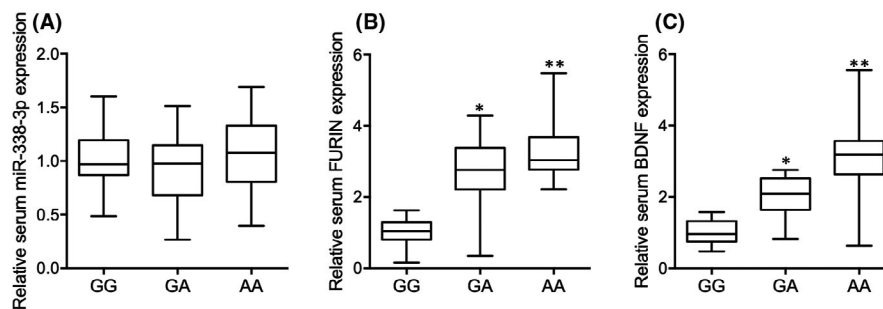 (A)
Relative serum miR-338-3p expression
2.0
1.5
1.0
0.5
0.0
GG
GA
AA
(B)
Relative serum FURIN expression
6
4
2
0
*
**
GG
GA
AA
(C)
Relative serum BDNF expression
6
4
2
0
*
**
GG
GA
AA